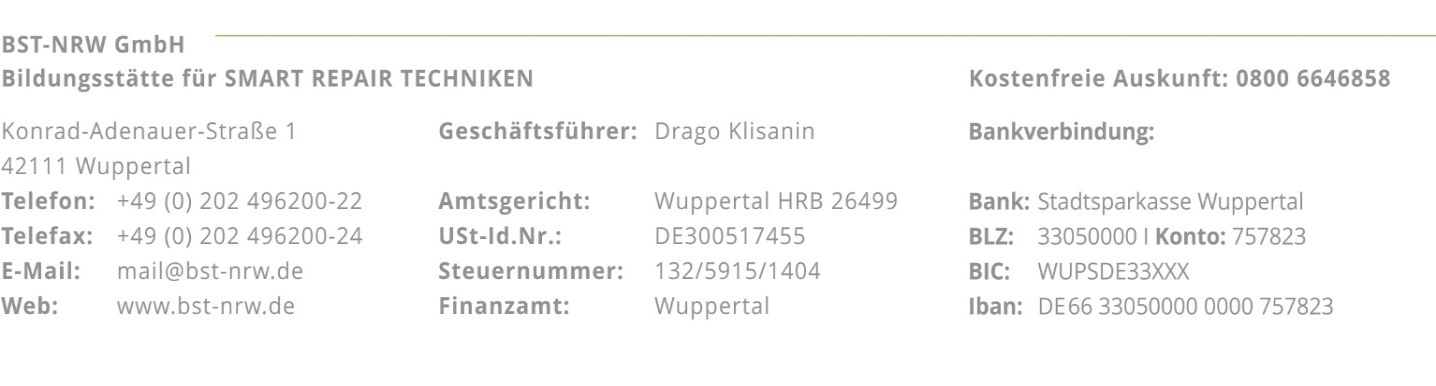 BST-NRW GmbH
Bildungsstätte für SMART REPAIR TECHNIKEN
Kostenfreie Auskunft: 0800 6646858
Konrad-Adenauer-Straße 1
42111 Wuppertal
Telefon: +49 (0) 202 496200-22
Telefax: +49 (0) 202 496200-24
E-Mail: mail@bst-nrw.de
Web: www.bst-nrw.de
Geschäftsführer: Drago Klisanin
Amtsgericht: Wuppertal HRB 26499
USt-Id.Nr.: DE300517455
Steuernummer: 132/5915/1404
Finanzamt: Wuppertal
Bankverbindung:
Bank: Stadtsparkasse Wuppertal
BLZ: 33050000 I Konto: 757823
BIC: WUPSDE33XXX
Iban: DE66 33050000 0000 757823